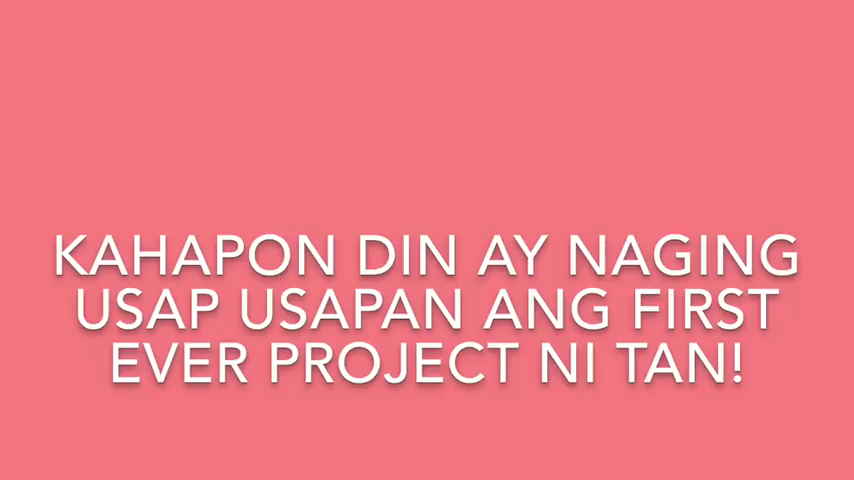 KAHAPON DIN AY NAGING
USAP USAPAN ANG FIRST
EVER PROJECT NI TAN!